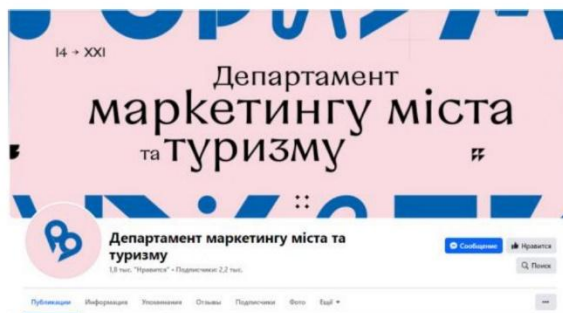 14 → XXI
Департамент
маркетингу міста
та туризму
Департамент маркетингу міста та
туризму
1,8 тыс. "Нравится" • Подписчики: 2,2 тыс.
Сообщение
Нравится
Поиск
Публикации Информация Упоминания Отзывы Подписчики Фото Ещё